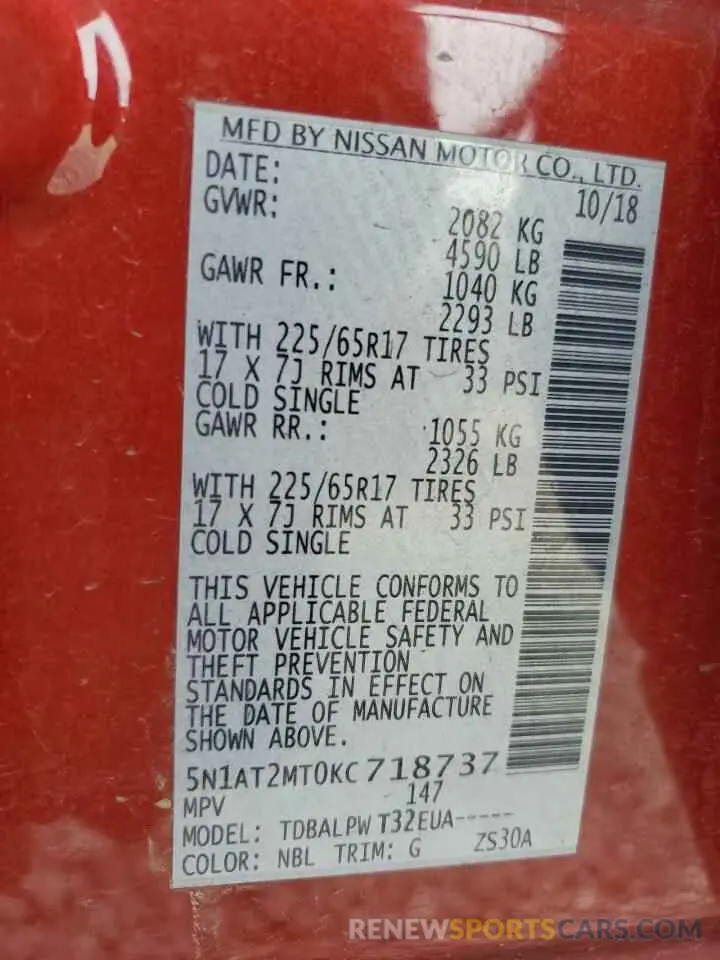 MFD BY NISSAN MOTOR CO., LTD.
DATE: 10/18
GVWR: 2082 KG
4590 LB
GAWR FR.: 1040 KG
2293 LB
WITH 225/65R17 TIRES
17 X 7J RIMS AT 33 PSI
COLD SINGLE
GAWR RR.: 1055 KG
2326 LB
WITH 225/65R17 TIRES
17 X 7J RIMS AT 33 PSI
COLD SINGLE
THIS VEHICLE CONFORMS TO
ALL APPLICABLE FEDERAL
MOTOR VEHICLE SAFETY AND
THEFT PREVENTION
STANDARDS IN EFFECT ON
THE DATE OF MANUFACTURE
SHOWN ABOVE.
5N1AT2MT0KC718737
MPV 147
MODEL: TDBALPW T32EUA-----
COLOR: NBL TRIM: G ZS30A
RENEWSPORTSCARS.COM